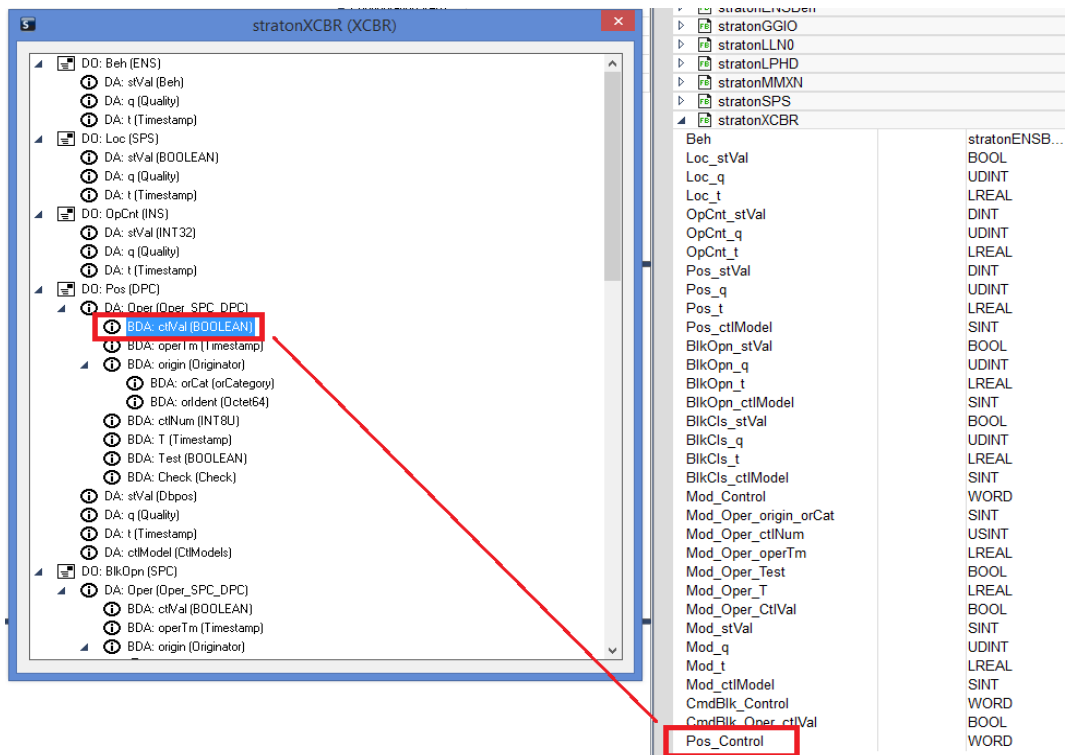 stratonXCBR (XCBR)
DO: Beh (ENS)
DA: stVal (Beh)
DA: q (Quality)
DA: t (Timestamp)
DO: Loc (SPS)
DA: stVal (BOOLEAN)
DA: q (Quality)
DA: t (Timestamp)
DO: OpCnt (INS)
DA: stVal (INT32)
DA: q (Quality)
DA: t (Timestamp)
DO: Pos (DPC)
DA: Oper (Oper_SPC_DPC)
BDA: ctlVal (BOOLEAN)
BDA: operTm (Timestamp)
BDA: origin (Originator)
BDA: orCat (orCategory)
BDA: orIdent (Octet64)
BDA: ctlNum (INT8U)
BDA: T (Timestamp)
BDA: Test (BOOLEAN)
BDA: Check (Check)
DA: stVal (Dbpos)
DA: q (Quality)
DA: t (Timestamp)
DA: ctlModel (CtlModels)
DO: BlkOpn (SPC)
DA: Oper (Oper_SPC_DPC)
BDA: ctlVal (BOOLEAN)
BDA: operTm (Timestamp)
BDA: origin (Originator)
stratonENSBeh
stratonGGIO
stratonLLN0
stratonLPHD
stratonMMXN
stratonSPS
stratonXCBR
Beh stratonENSB...
Loc_stVal BOOL
Loc_q UDINT
Loc_t LREAL
OpCnt_stVal DINT
OpCnt_q UDINT
OpCnt_t LREAL
Pos_stVal DINT
Pos_q UDINT
Pos_t LREAL
Pos_ctlModel SINT
BlkOpn_stVal BOOL
BlkOpn_q UDINT
BlkOpn_t LREAL
BlkOpn_ctlModel SINT
BlkCls_stVal BOOL
BlkCls_q UDINT
BlkCls_t LREAL
BlkCls_ctlModel SINT
Mod_Control WORD
Mod_Oper_origin_orCat SINT
Mod_Oper_ctlNum USINT
Mod_Oper_operTm LREAL
Mod_Oper_Test BOOL
Mod_Oper_T LREAL
Mod_Oper_CtlVal BOOL
Mod_stVal SINT
Mod_q UDINT
Mod_t LREAL
Mod_ctlModel SINT
CmdBlk_Control WORD
CmdBlk_Oper_ctlVal BOOL
Pos_Control WORD